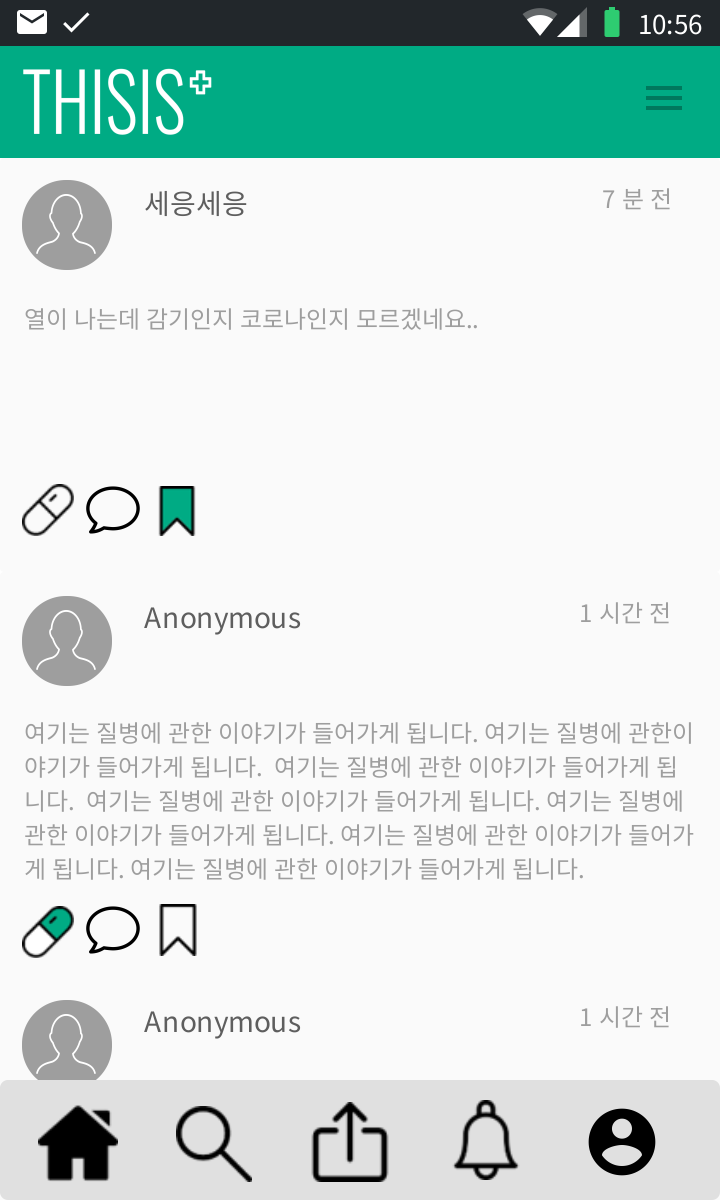 10:56
THISIS
세응세응
7 분 전
열이 나는데 감기인지 코로나인지 모르겠네요..
Anonymous
1 시간 전
여기는 질병에 관한 이야기가 들어가게 됩니다. 여기는 질병에 관한이
야기가 들어가게 됩니다.  여기는 질병에 관한 이야기가 들어가게 됩
니다.  여기는 질병에 관한 이야기가 들어가게 됩니다. 여기는 질병에
관한 이야기가 들어가게 됩니다. 여기는 질병에 관한 이야기가 들어가
게 됩니다. 여기는 질병에 관한 이야기가 들어가게 됩니다.
Anonymous
1 시간 전